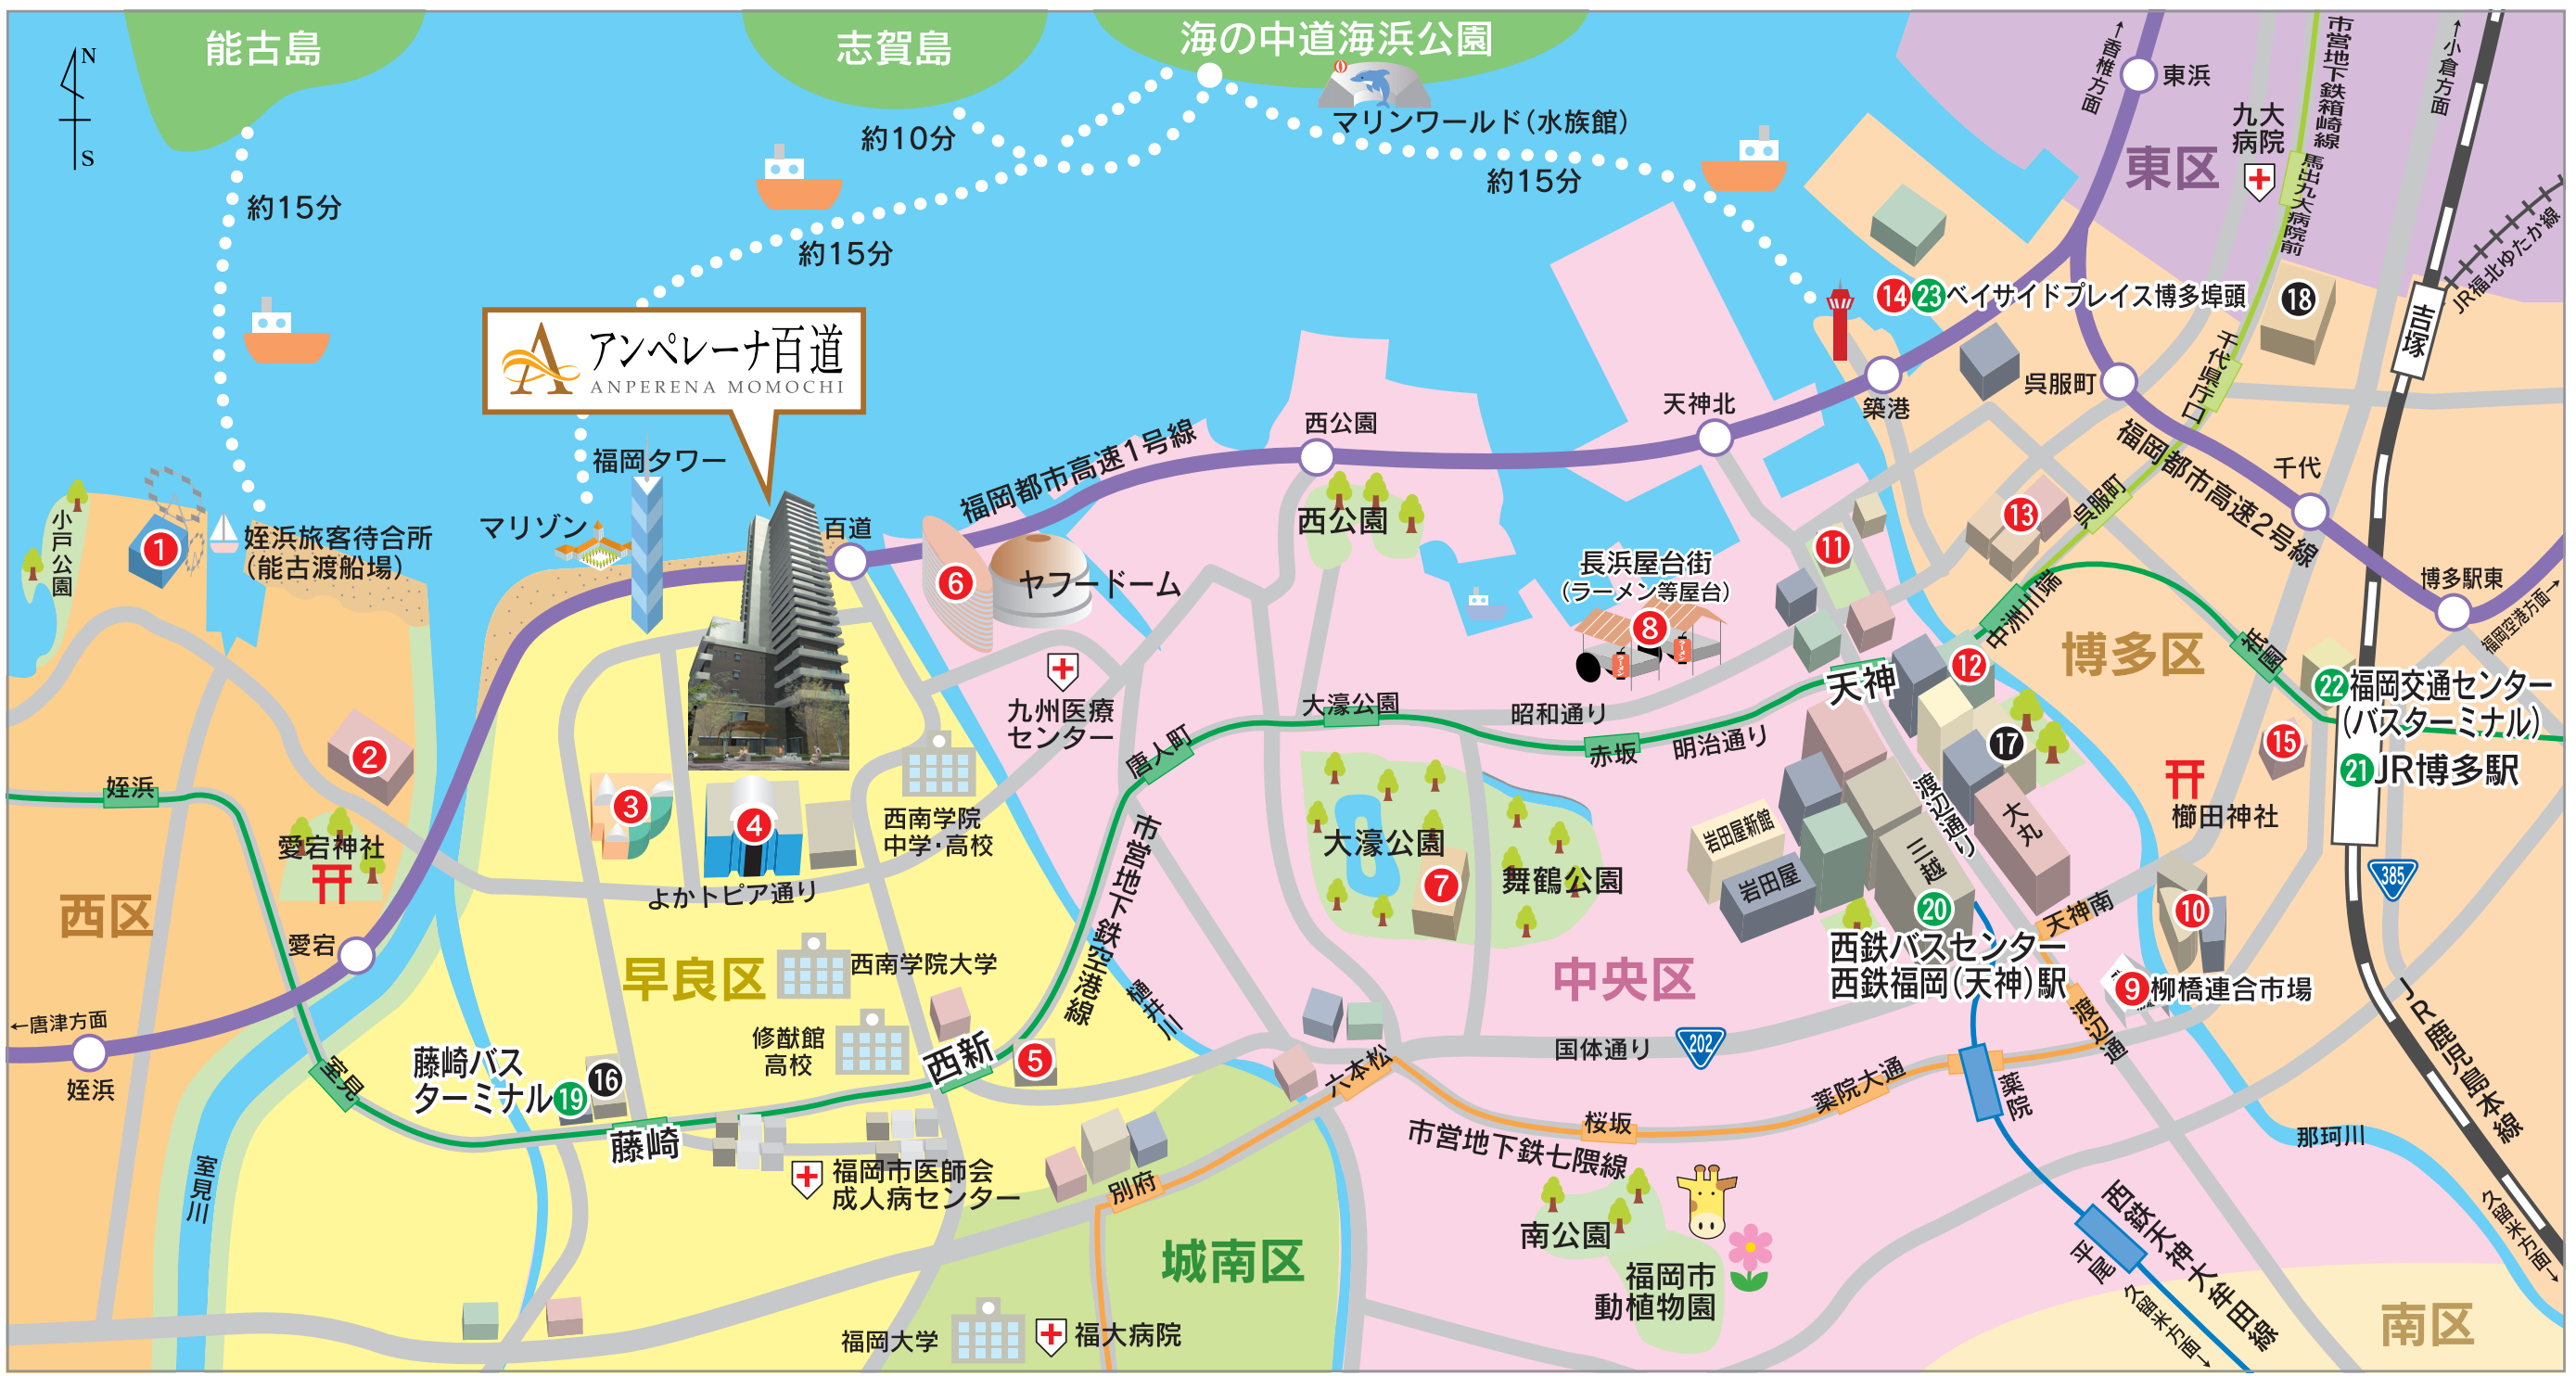 能古島
志賀島
海の中道海浜公園
N
S
約15分
約10分
約15分
約15分
マリンワールド（水族館）
←香椎方面
東浜
市営地下鉄箱崎線
←小倉方面
九大
病院
東区
馬出九大病院前
JR福北ゆたか線
吉塚
18
14 23 ベイサイドプレイス博多埠頭
千代県庁口
呉服町
築港
天神北
西公園
福岡都市高速1号線
福岡都市高速2号線
千代
博多駅東
福岡空港方面→
アンペレーナ百道
ANPERENA MOMOCHI
福岡タワー
マリゾン
百道
小戸公園
1
姪浜旅客待合所
（能古渡船場）
6
ヤフードーム
西公園
長浜屋台街
（ラーメン等屋台）
8
ラーメン
ラーメン
11
13
呉服町
中洲川端
12
博多区
祇園
22 福岡交通センター
（バスターミナル）
21 JR博多駅
15
櫛田神社
385
2
九州医療
センター
大濠公園
昭和通り
唐人町
赤坂
明治通り
天神
17
渡辺通り
大丸
三越
岩田屋新館
岩田屋
姪浜
愛宕神社
3
4
西南学院
中学・高校
よかトピア通り
市営地下鉄空港線
大濠公園
7
舞鶴公園
20
西鉄バスセンター
西鉄福岡（天神）駅
天神南
10
9 柳橋連合市場
渡辺通
西区
愛宕
早良区
西南学院大学
樋井川
中央区
←唐津方面
姪浜
室見
藤崎バス
ターミナル 19
16
修猷館
高校
西新
5
国体通り
202
六本松
薬院大通
薬院
桜坂
市営地下鉄七隈線
JR鹿児島本線
那珂川
藤崎
福岡市医師会
成人病センター
別府
室見川
南公園
福岡市
動植物園
西鉄天神大牟田線
平尾
久留米方面→
久留米方面→
城南区
福岡大学
福大病院
南区